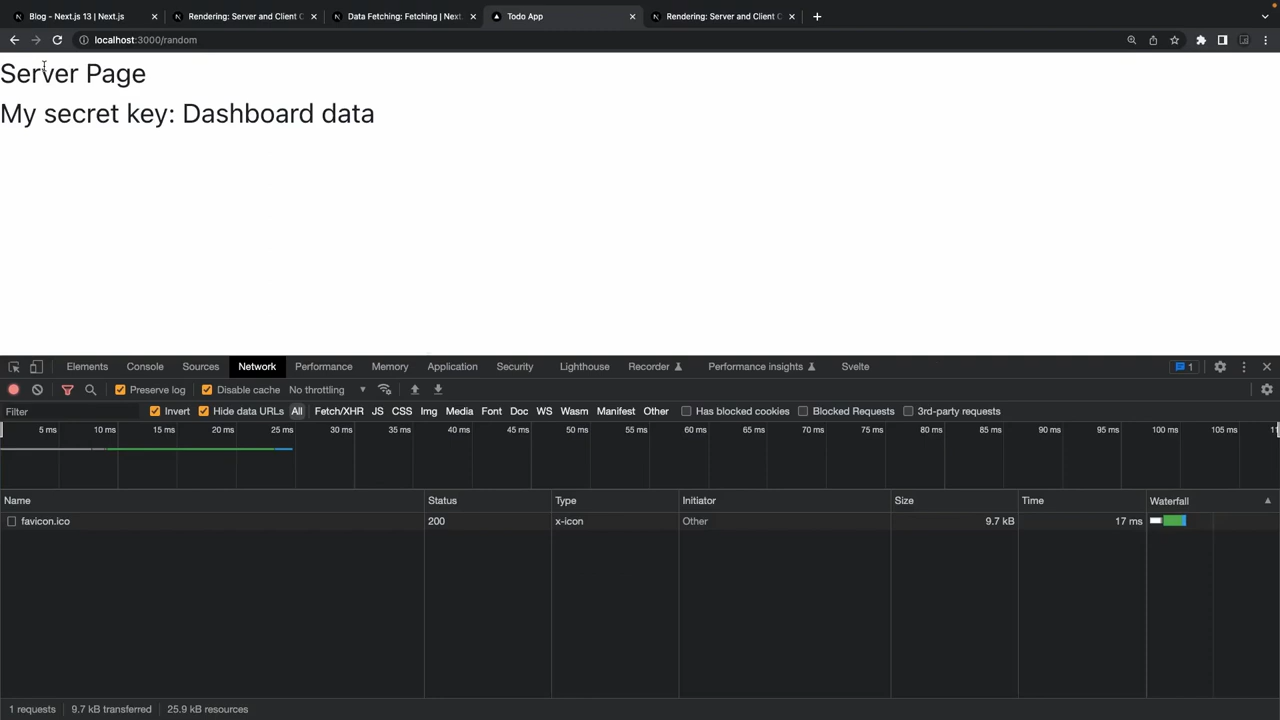 Blog - Next.js 13 | Next.js
Rendering: Server and Client C
Data Fetching: Fetching | Next.
Todo App
Rendering: Server and Client C
localhost:3000/random
Server Page
My secret key: Dashboard data
Elements Console Sources Network Performance Memory Application Security Lighthouse Recorder Performance insights Svelte 1
Preserve log Disable cache No throttling
Filter Invert Hide data URLs All Fetch/XHR JS CSS Img Media Font Doc WS Wasm Manifest Other Has blocked cookies Blocked Requests 3rd-party requests
5 ms 10 ms 15 ms 20 ms 25 ms 30 ms 35 ms 40 ms 45 ms 50 ms 55 ms 60 ms 65 ms 70 ms 75 ms 80 ms 85 ms 90 ms 95 ms 100 ms 105 ms 11
Name Status Type Initiator Size Time Waterfall
favicon.ico 200 x-icon Other 9.7 kB 17 ms
1 requests 9.7 kB transferred 25.9 kB resources